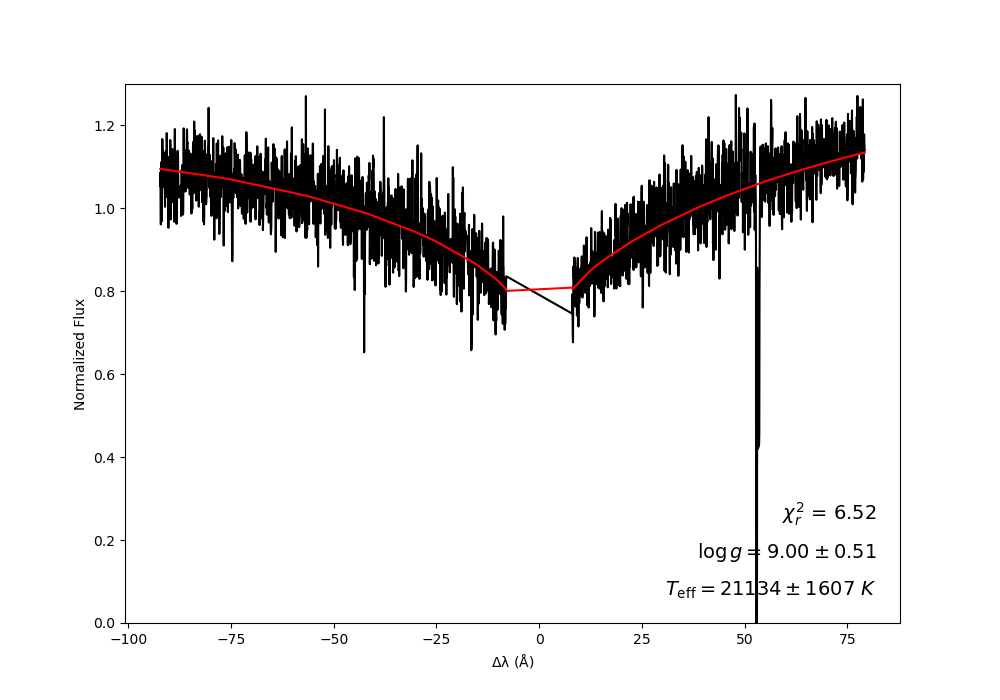 1.2
1.0
0.8
0.6
0.4
0.2
0.0
Normalized Flux
χ²ᵣ = 6.52
log g = 9.00 ± 0.51
T_eff = 21134 ± 1607 K
−100 −75 −50 −25 0 25 50 75
Δλ (Å)